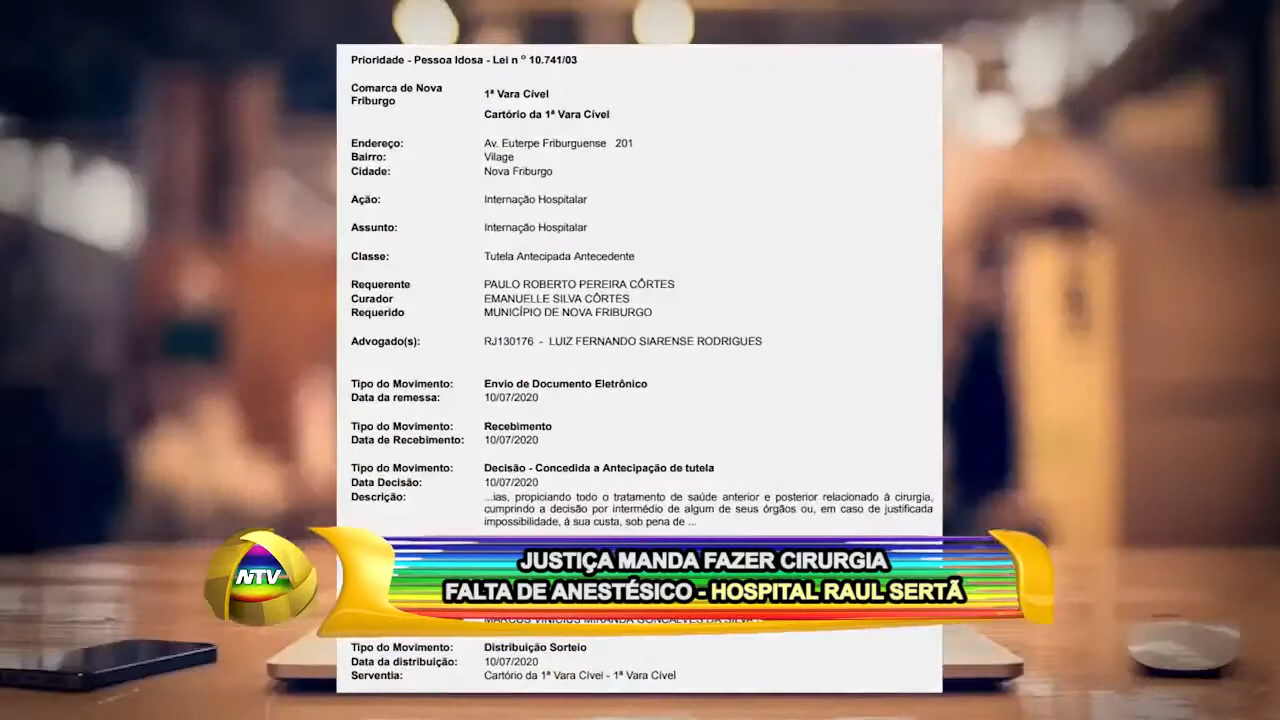 Prioridade - Pessoa Idosa - Lei n º 10.741/03
Comarca de Nova Friburgo
1ª Vara Cível
Cartório da 1ª Vara Cível
Endereço: Av. Euterpe Friburguense 201
Bairro: Vilage
Cidade: Nova Friburgo
Ação: Internação Hospitalar
Assunto: Internação Hospitalar
Classe: Tutela Antecipada Antecedente
Requerente PAULO ROBERTO PEREIRA CÔRTES
Curador EMANUELLE SILVA CÔRTES
Requerido MUNICÍPIO DE NOVA FRIBURGO
Advogado(s): RJ130176 - LUIZ FERNANDO SIARENSE RODRIGUES
Tipo do Movimento: Envio de Documento Eletrônico
Data da remessa: 10/07/2020
Tipo do Movimento: Recebimento
Data de Recebimento: 10/07/2020
Tipo do Movimento: Decisão - Concedida a Antecipação de tutela
Data Decisão: 10/07/2020
Descrição: ...ias, propiciando todo o tratamento de saúde anterior e posterior relacionado à cirurgia,
cumprindo a decisão por intermédio de algum de seus órgãos ou, em caso de justificada
impossibilidade, à sua custa, sob pena de ...
NTV
JUSTIÇA MANDA FAZER CIRURGIA
FALTA DE ANESTÉSICO - HOSPITAL RAUL SERTÃ
MARCUS VINICIUS MIRANDA GONCALVES DA SILVA
Tipo do Movimento: Distribuição Sorteio
Data da distribuição: 10/07/2020
Serventia: Cartório da 1ª Vara Cível - 1ª Vara Cível